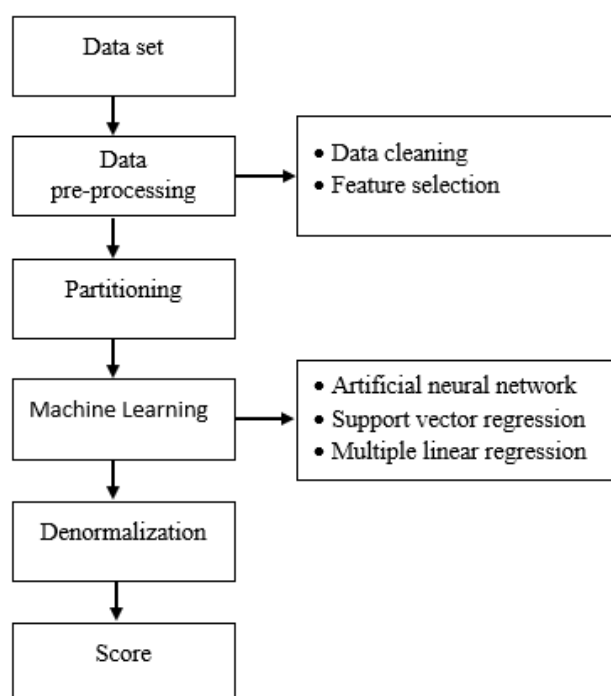 Data set
Data
pre-processing
• Data cleaning
• Feature selection
Partitioning
Machine Learning
• Artificial neural network
• Support vector regression
• Multiple linear regression
Denormalization
Score